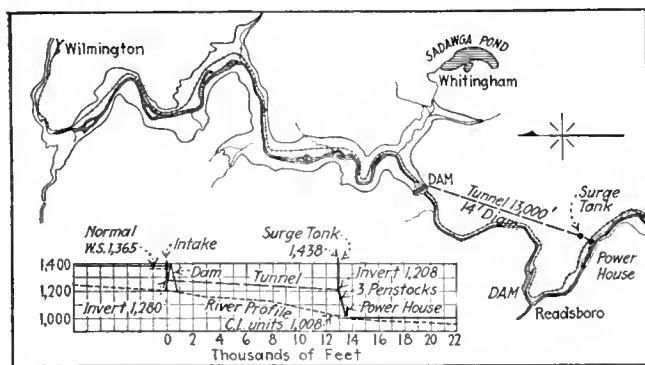 Wilmington
SADAWGA POND
Whitingham
DAM
Tunnel 13,000'
14' Diam.
Surge
Tank
Power
House
DAM
Readsboro
Normal
W.S. 1,365
Intake
Surge Tank
1,438
1,400
1,200
1,000
Dam
Tunnel
Invert 1,208
3 Penstocks
Power House
Invert 1,260
River Profile
C.L. units 1,008
0 2 4 6 8 10 12 14 16 18 20 22
Thousands of Feet